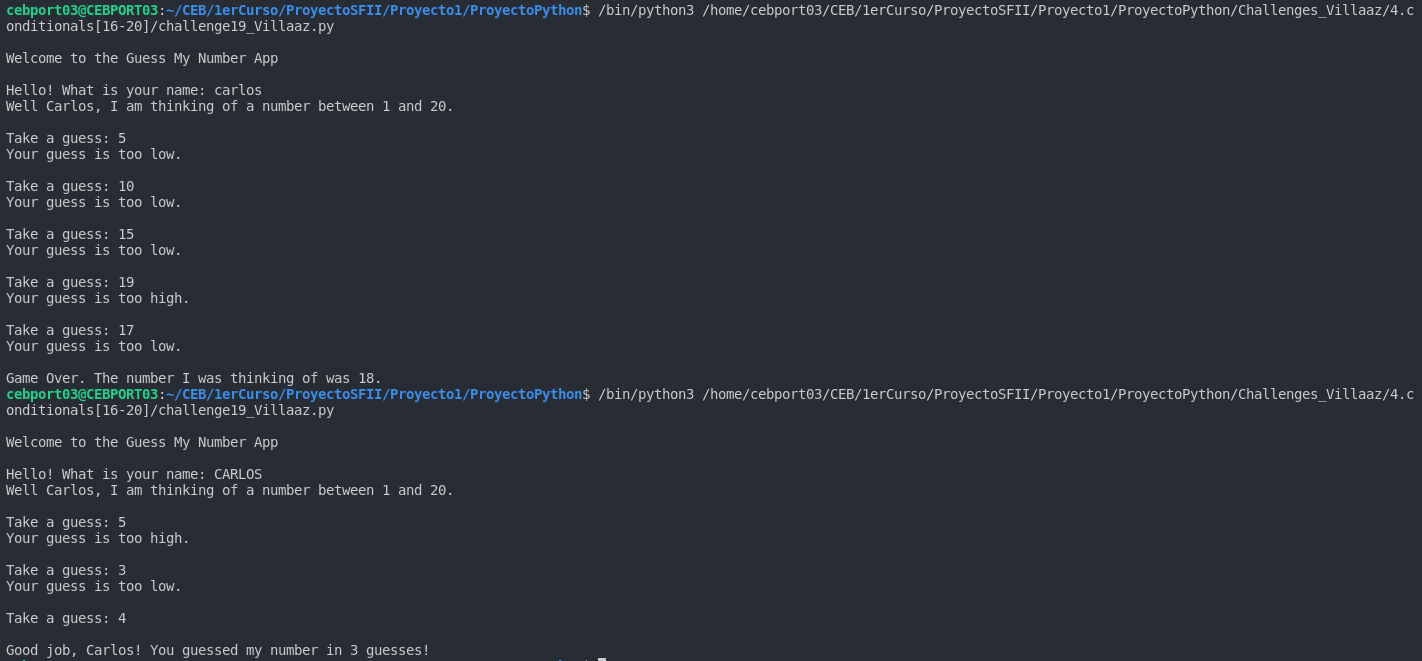 cebport03@CEBPORT03:~/CEB/1erCurso/ProyectoSFII/Proyecto1/ProyectoPython$ /bin/python3 /home/cebport03/CEB/1erCurso/ProyectoSFII/Proyecto1/ProyectoPython/Challenges_Villaaz/4.c
onditionals[16-20]/challenge19_Villaaz.py
Welcome to the Guess My Number App
Hello! What is your name: carlos
Well Carlos, I am thinking of a number between 1 and 20.
Take a guess: 5
Your guess is too low.
Take a guess: 10
Your guess is too low.
Take a guess: 15
Your guess is too low.
Take a guess: 19
Your guess is too high.
Take a guess: 17
Your guess is too low.
Game Over. The number I was thinking of was 18.
cebport03@CEBPORT03:~/CEB/1erCurso/ProyectoSFII/Proyecto1/ProyectoPython$ /bin/python3 /home/cebport03/CEB/1erCurso/ProyectoSFII/Proyecto1/ProyectoPython/Challenges_Villaaz/4.c
onditionals[16-20]/challenge19_Villaaz.py
Welcome to the Guess My Number App
Hello! What is your name: CARLOS
Well Carlos, I am thinking of a number between 1 and 20.
Take a guess: 5
Your guess is too high.
Take a guess: 3
Your guess is too low.
Take a guess: 4
Good job, Carlos! You guessed my number in 3 guesses!